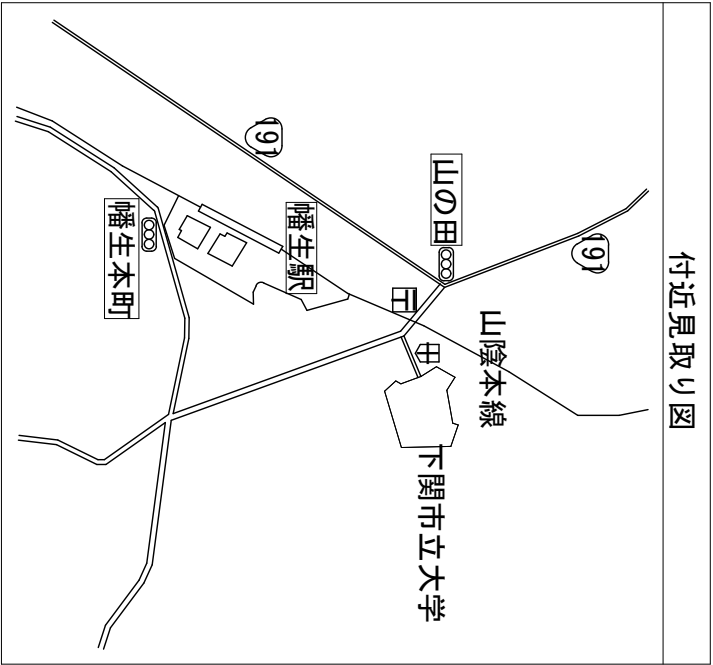 付近見取り図
191
191
山の田
山陰本線
幡生駅
幡生本町
下関市立大学